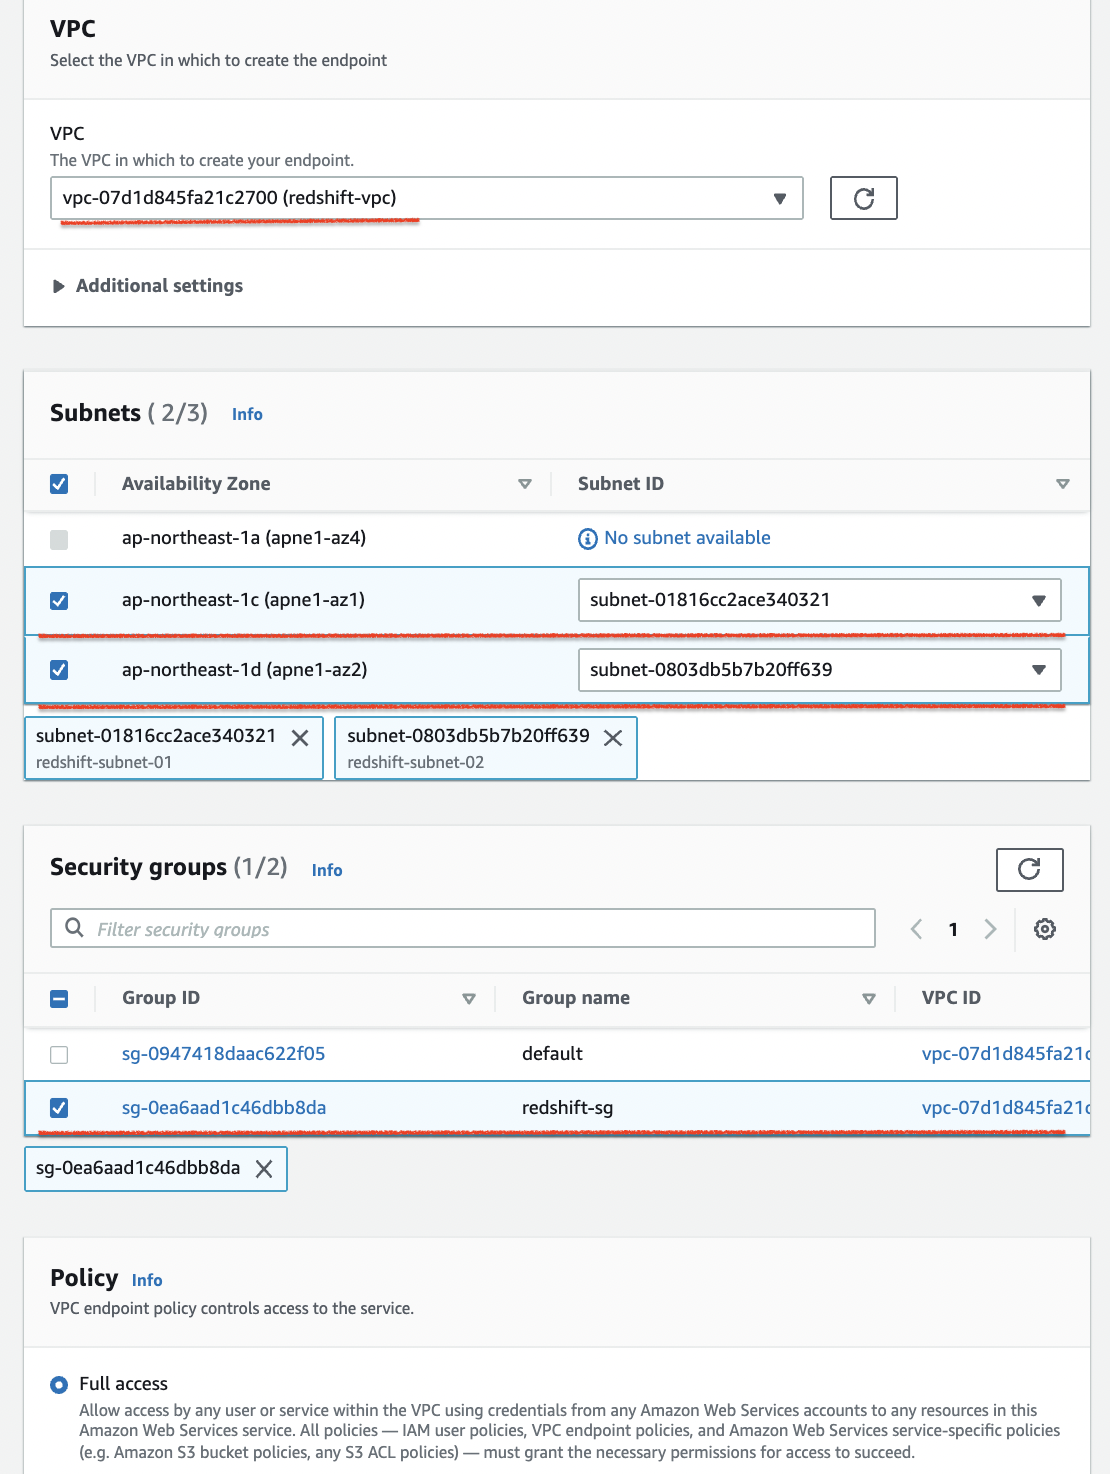 VPC
Select the VPC in which to create the endpoint
VPC
The VPC in which to create your endpoint.
vpc-07d1d845fa21c2700 (redshift-vpc)
Additional settings
Subnets ( 2/3) Info
Availability Zone Subnet ID
ap-northeast-1a (apne1-az4) No subnet available
ap-northeast-1c (apne1-az1) subnet-01816cc2ace340321
ap-northeast-1d (apne1-az2) subnet-0803db5b7b20ff639
subnet-01816cc2ace340321 subnet-0803db5b7b20ff639
redshift-subnet-01 redshift-subnet-02
Security groups (1/2) Info
Filter security groups 1
Group ID Group name VPC ID
sg-0947418daac622f05 default vpc-07d1d845fa21c
sg-0ea6aad1c46dbb8da redshift-sg vpc-07d1d845fa21c
sg-0ea6aad1c46dbb8da
Policy Info
VPC endpoint policy controls access to the service.
Full access
Allow access by any user or service within the VPC using credentials from any Amazon Web Services accounts to any resources in this
Amazon Web Services service. All policies — IAM user policies, VPC endpoint policies, and Amazon Web Services service-specific policies
(e.g. Amazon S3 bucket policies, any S3 ACL policies) — must grant the necessary permissions for access to succeed.